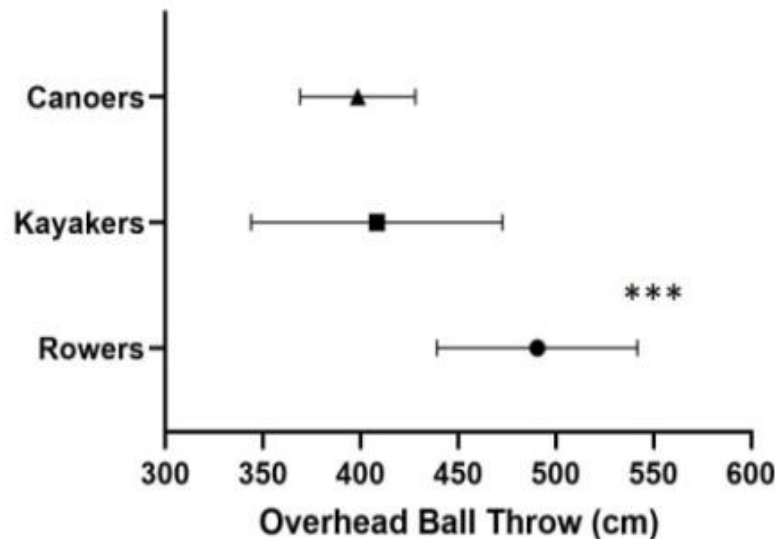 Canoers
Kayakers
***
Rowers
300 350 400 450 500 550 600
Overhead Ball Throw (cm)